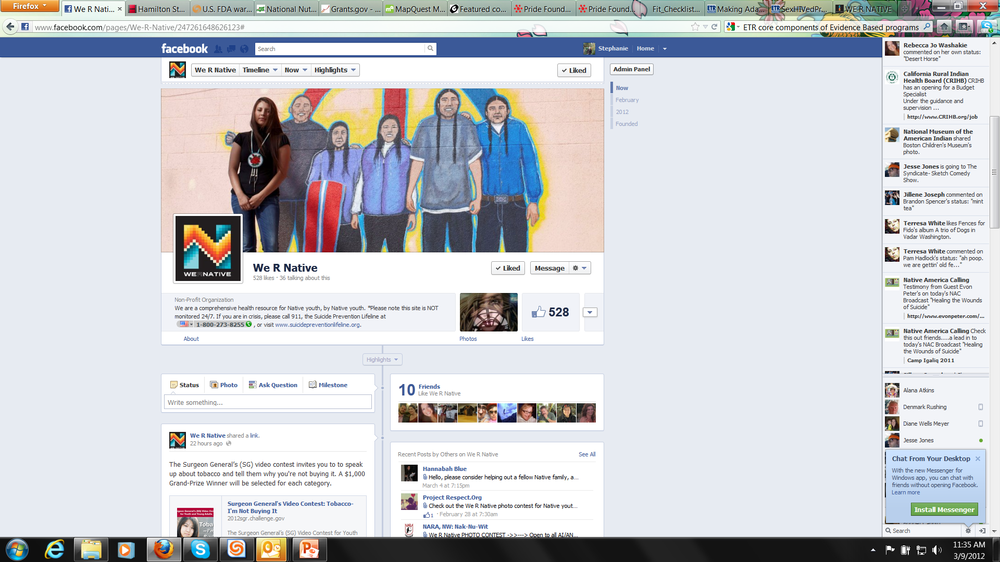 Firefox
We R Nati...
Hamilton St...
U.S. FDA war...
National Nut...
Grants.gov - ...
MapQuest M...
Featured co...
Pride Found...
Pride Found...
Fit_Checklist...
Making Ada...
SexHIVedPr...
WE R NATIVE
www.facebook.com/pages/We-R-Native/247261648626123#
ETR core components of Evidence Based programs
facebook
Search
Stephanie
Home
We R Native
Timeline
Now
Highlights
Liked
Admin Panel
Now
February
2012
Founded
WE R NATIVE
We R Native
528 likes · 36 talking about this
Liked
Message
Non-Profit Organization
We are a comprehensive health resource for Native youth, by Native youth. *Please note this site is NOT
monitored 24/7. If you are in crisis, please call 911, the Suicide Prevention Lifeline at
1-800-273-8255 , or visit www.suicidepreventionlifeline.org.
528
About
Photos
Likes
Highlights
Status
Photo
Ask Question
Milestone
Write something...
We R Native shared a link.
22 hours ago
The Surgeon General's (SG) video contest invites you to to speak
up about tobacco and tell them why you're not buying it. A $1,000
Grand-Prize Winner will be selected for each category.
Surgeon General's Video Contest: Tobacco-
I'm Not Buying It
2012sgr.challenge.gov
The Surgeon General's (SG) Video Contest for Youth
10 Friends
Like We R Native
Recent Posts by Others on We R Native
See All
Hannabah Blue
Hello, please consider helping out a fellow Native family, a...
March 4 at 7:15pm
Project Respect.Org
Check out the We R Native photo contest for Native yout...
1 · February 28 at 7:30am
NARA, NW: Nak-Nu-Wit
We R Native PHOTO CONTEST ->>---> Open to all AI/AN...
Rebecca Jo Washakie
commented on her own status:
"Desert Horse"
California Rural Indian
Health Board (CRIHB) CRIHB
has an opening for a Budget
Specialist
Under the guidance and
supervision ...
http://www.CRIHB.org/job
National Museum of the
American Indian shared
Boston Children's Museum's
photo.
Jesse Jones is going to The
Syndicate- Sketch Comedy
Show.
Jillene Joseph commented on
Brandon Spencer's status: "mint
tea"
Terresa White likes Fences for
Fido's album A trio of Dogs in
Vadar Washington.
Terresa White commented on
Pam Hadlock's status: "ah poop.
we are gettin' old fe..."
Native America Calling
Testimony from Guest Evon
Peter's on today's NAC
Broadcast "Healing the Wounds
of Suicide"
http://www.evonpeter.com/...
Native America Calling Check
this out friends....a lead in to
today's NAC Broadcast "Healing
the Wounds of Suicide"
Camp Igaliq 2011
Alana Atkins
Denmark Rushing
Diane Wells Meyer
Jesse Jones
Chat From Your Desktop
With the new Messenger for
Windows app, you can chat with
friends without opening Facebook.
Learn more
Install Messenger
Search
11:35 AM
3/9/2012